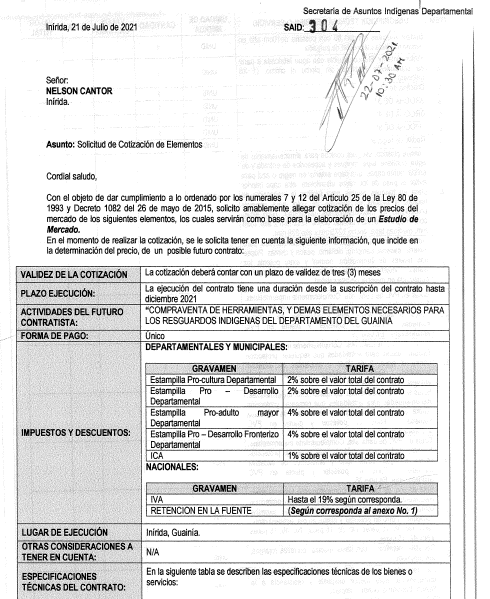 Secretaria de Asuntos Indigenas Departamental
Inírida, 21 de Julio de 2021
SAID: 304
22-07-2021
10:30 AM
Señor:
NELSON CANTOR
Inírida.
Asunto: Solicitud de Cotización de Elementos
Cordial saludo,
Con el objeto de dar cumplimiento a lo ordenado por los numerales 7 y 12 del Artículo 25 de la Ley 80 de
1993 y Decreto 1082 del 26 de mayo de 2015, solicito amablemente allegar cotización de los precios del
mercado de los siguientes elementos, los cuales servirán como base para la elaboración de un Estudio de
Mercado.
En el momento de realizar la cotización, se le solicita tener en cuenta la siguiente información, que incide en
la determinación del precio, de un posible futuro contrato:
VALIDEZ DE LA COTIZACIÓN
La cotización deberá contar con un plazo de validez de tres (3) meses
PLAZO EJECUCIÓN:
La ejecución del contrato tiene una duración desde la suscripción del contrato hasta
diciembre 2021
ACTIVIDADES DEL FUTURO
CONTRATISTA:
"COMPRAVENTA DE HERRAMIENTAS, Y DEMAS ELEMENTOS NECESARIOS PARA
LOS RESGUARDOS INDIGENAS DEL DEPARTAMENTO DEL GUAINIA
FORMA DE PAGO:
Único
IMPUESTOS Y DESCUENTOS:
DEPARTAMENTALES Y MUNICIPALES:
GRAVAMEN TARIFA
Estampilla Pro-cultura Departamental 2% sobre el valor total del contrato
Estampilla Pro – Desarrollo
Departamental 2% sobre el valor total del contrato
Estampilla Pro-adulto mayor
Departamental 4% sobre el valor total del contrato
Estampilla Pro – Desarrollo Fronterizo
Departamental 4% sobre el valor total del contrato
ICA 1% sobre el valor total del contrato
NACIONALES:
GRAVAMEN TARIFA
IVA Hasta el 19% según corresponda.
RETENCION EN LA FUENTE (Según corresponda al anexo No. 1)
LUGAR DE EJECUCIÓN
Inírida, Guainía.
OTRAS CONSIDERACIONES A
TENER EN CUENTA:
N/A
ESPECIFICACIONES
TÉCNICAS DEL CONTRATO:
En la siguiente tabla se describen las especificaciones técnicas de los bienes o
servicios: